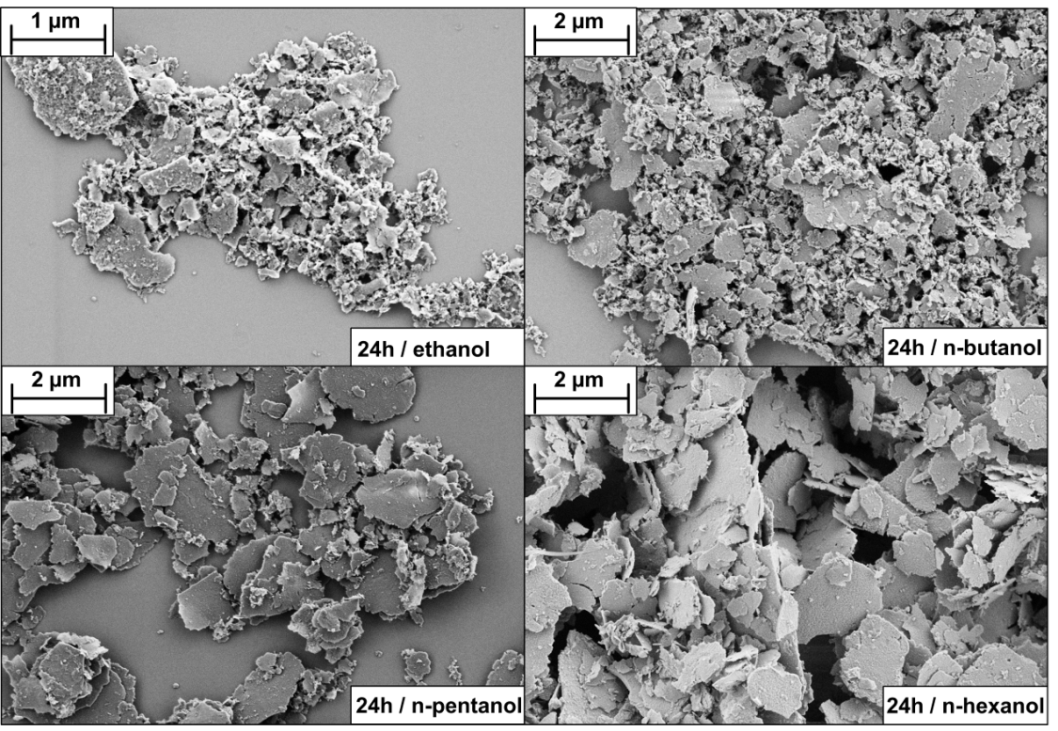 1 µm
2 µm
24h / ethanol
24h / n-butanol
2 µm
2 µm
24h / n-pentanol
24h / n-hexanol